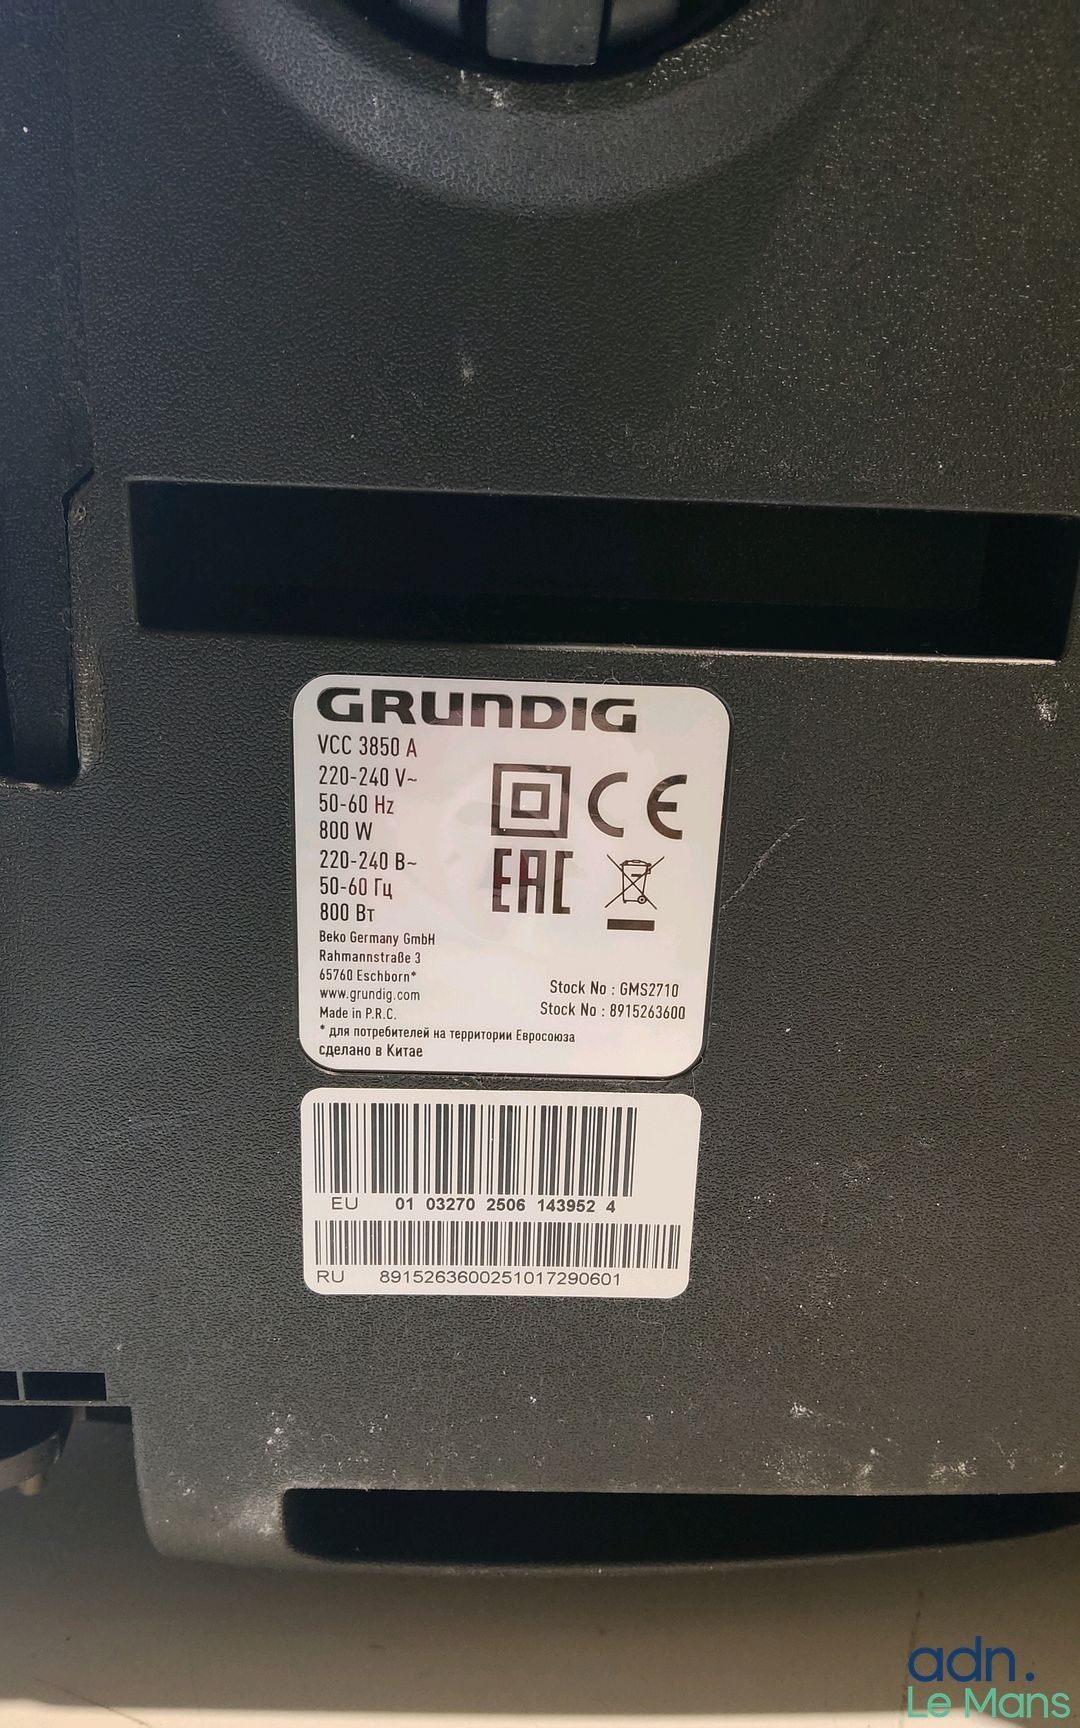 GRUNDIG
VCC 3850 A
220-240 V~
50-60 Hz
800 W
220-240 В~
50-60 Гц
800 Вт
CE
EAC
Beko Germany GmbH
Rahmannstraße 3
65760 Eschborn*
www.grundig.com
Made in P.R.C.
Stock No : GMS2710
Stock No : 8915263600
* для потребителей на территории Евросоюза
сделано в Китае
EU 01 03270 2506 143952 4
RU 8915263600251017290601
adn.
Le Mans